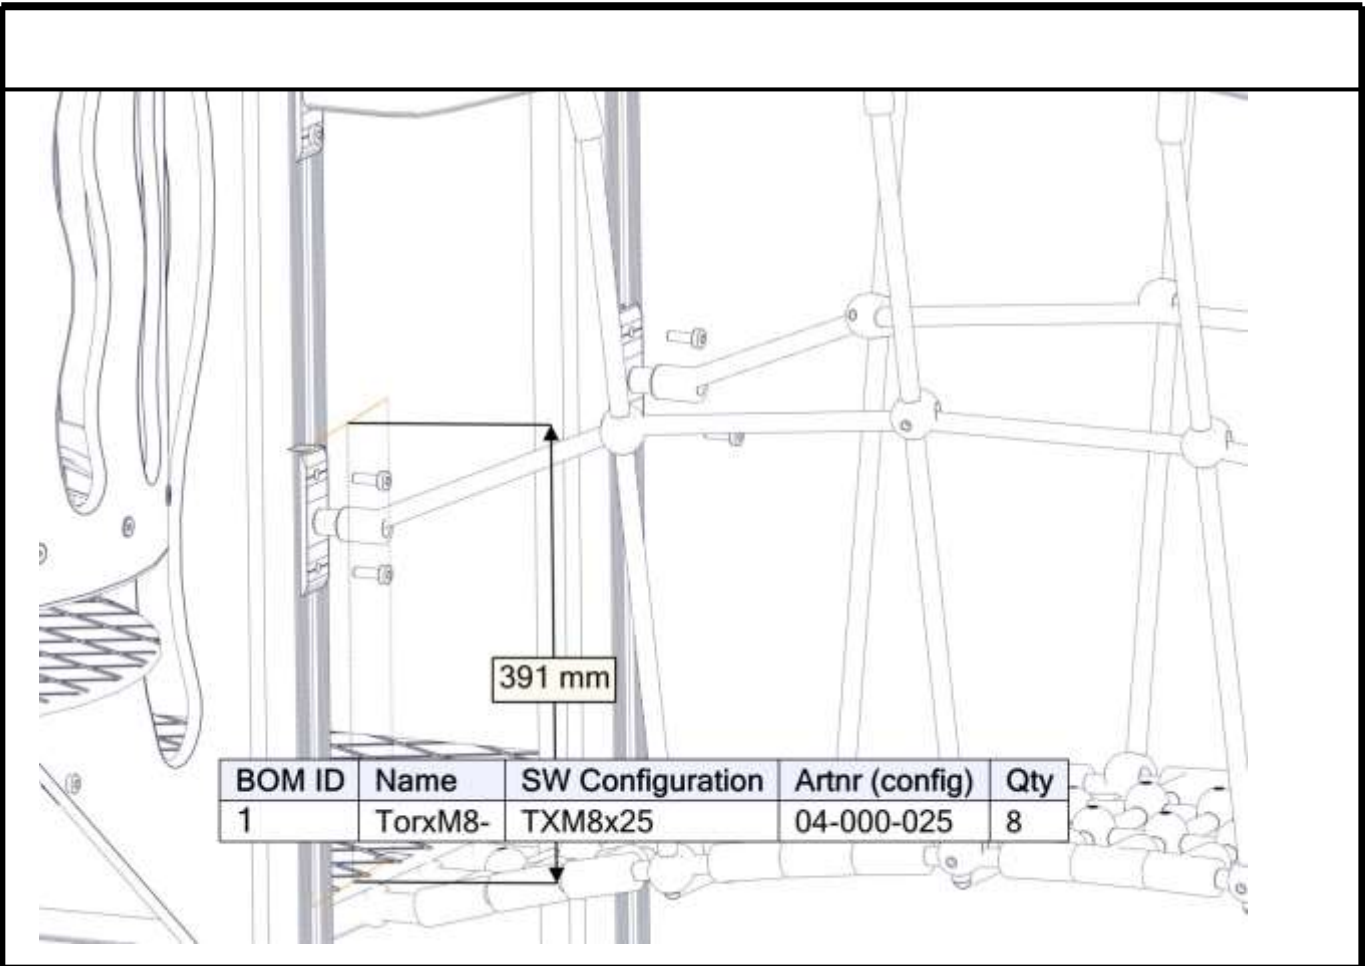 391 mm
BOM ID Name SW Configuration Artnr (config) Qty
1 TorxM8- TXM8x25 04-000-025 8